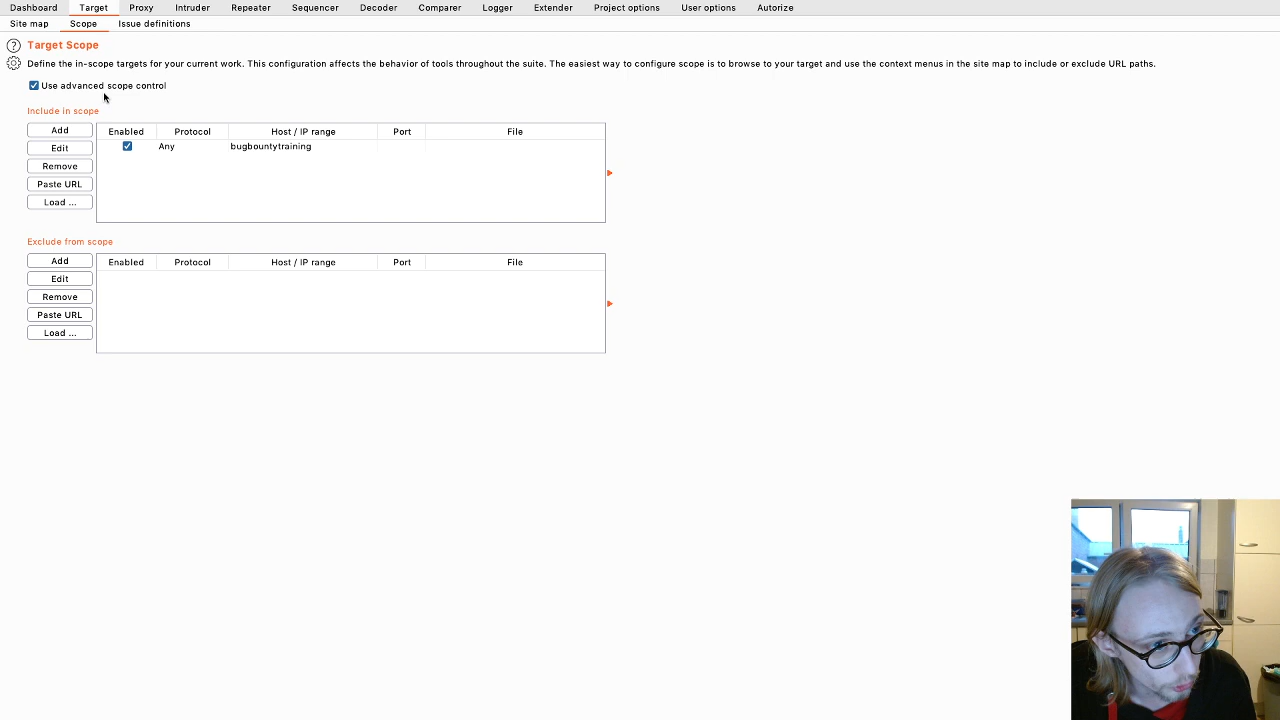 Dashboard Target Proxy Intruder Repeater Sequencer Decoder Comparer Logger Extender Project options User options Autorize
Site map Scope Issue definitions
? Target Scope
Define the in-scope targets for your current work. This configuration affects the behavior of tools throughout the suite. The easiest way to configure scope is to browse to your target and use the context menus in the site map to include or exclude URL paths.
Use advanced scope control
Include in scope
Add Enabled Protocol Host / IP range Port File
Edit Any bugbountytraining
Remove
Paste URL
Load ...
Exclude from scope
Add Enabled Protocol Host / IP range Port File
Edit
Remove
Paste URL
Load ...